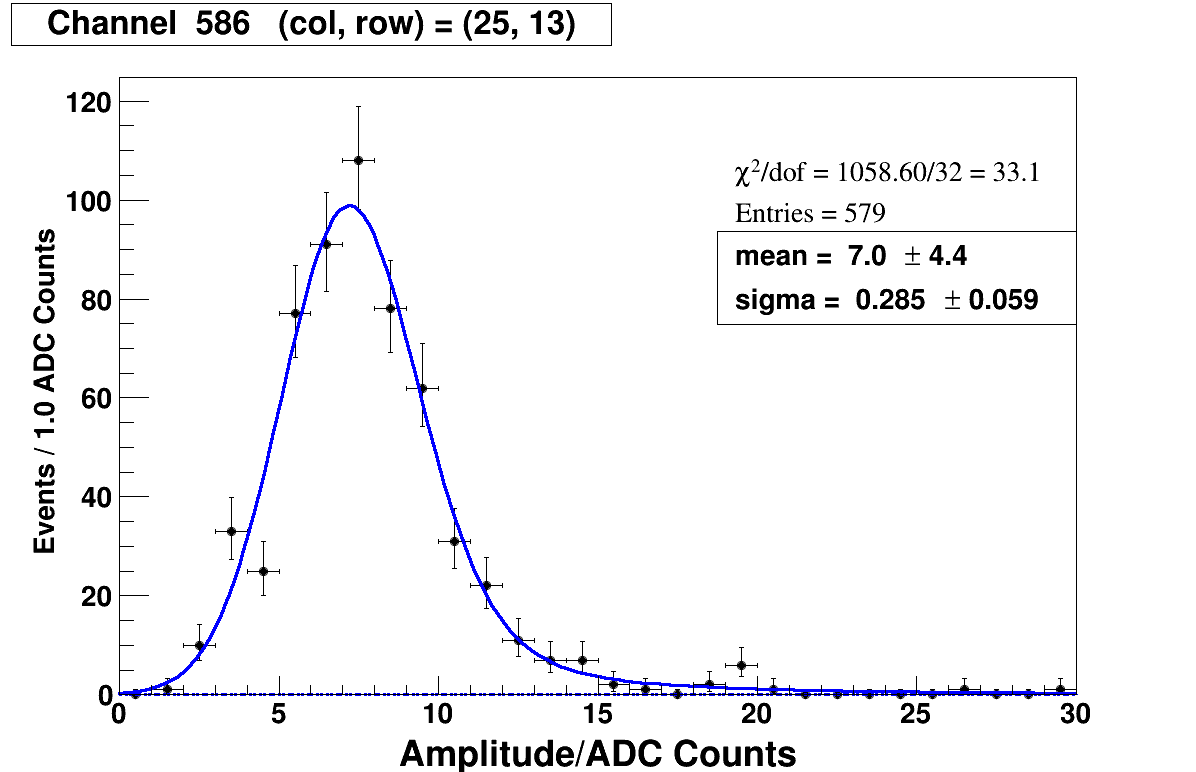 Channel 586 (col, row) = (25, 13)
120
100
80
60
40
20
0
Events / 1.0 ADC Counts
χ²/dof = 1058.60/32 = 33.1
Entries = 579
mean = 7.0 ± 4.4
sigma = 0.285 ± 0.059
0 5 10 15 20 25 30
Amplitude/ADC Counts